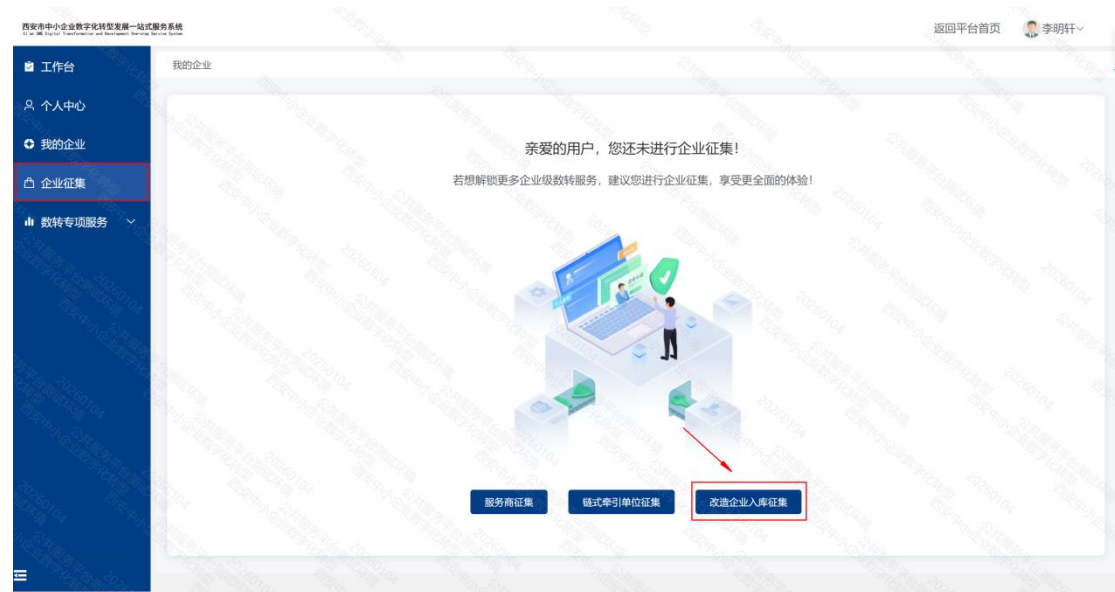 西安市中小企业数字化转型发展一站式服务系统
返回平台首页
李明轩
工作台
个人中心
我的企业
企业征集
数转专项服务
我的企业
亲爱的用户，您还未进行企业征集！
若想解锁更多企业级数转服务，建议您进行企业征集，享受更全面的体验！
服务商征集
链式牵引单位征集
改造企业入库征集